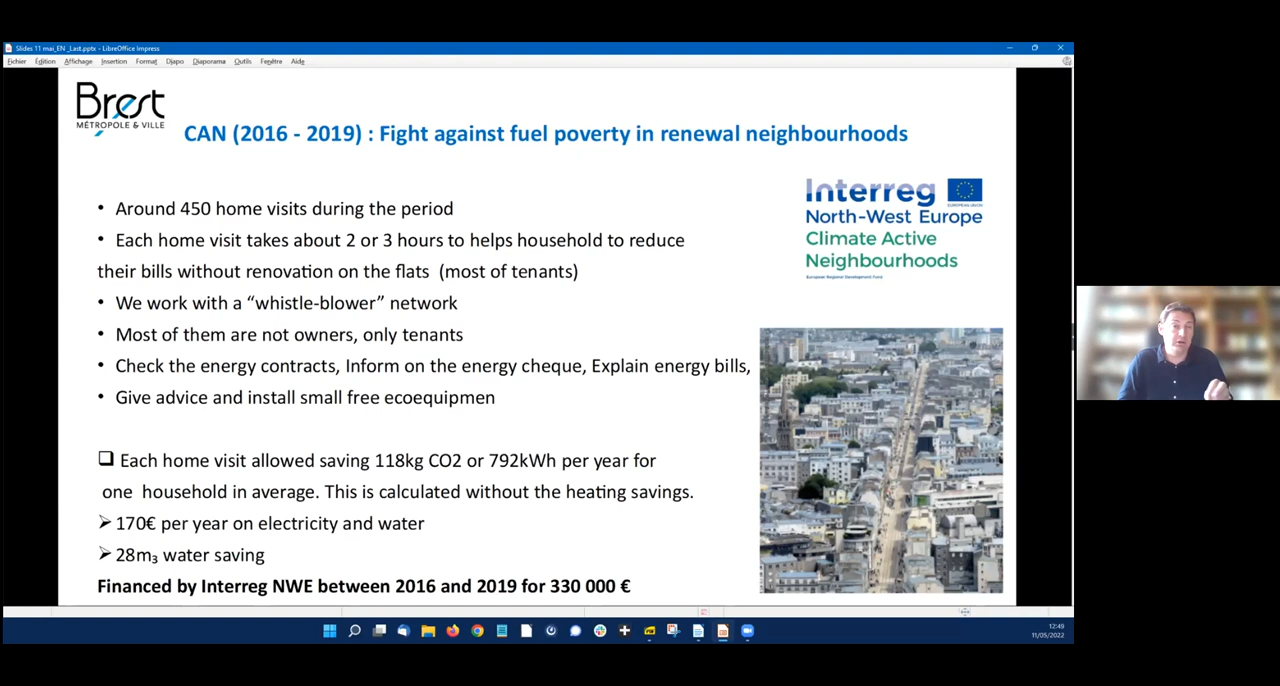 Slides 11 mai_EN _Last.pptx - LibreOffice Impress
Fichier Édition Affichage Insertion Format Diapo Diaporama Outils Fenêtre Aide
Brest
MÉTROPOLE & VILLE
CAN (2016 - 2019) : Fight against fuel poverty in renewal neighbourhoods
Interreg
EUROPEAN UNION
North-West Europe
Climate Active
Neighbourhoods
European Regional Development Fund
• Around 450 home visits during the period
• Each home visit takes about 2 or 3 hours to helps household to reduce
their bills without renovation on the flats (most of tenants)
• We work with a “whistle-blower” network
• Most of them are not owners, only tenants
• Check the energy contracts, Inform on the energy cheque, Explain energy bills,
• Give advice and install small free ecoequipmen
❑ Each home visit allowed saving 118kg CO2 or 792kWh per year for
one household in average. This is calculated without the heating savings.
➢ 170€ per year on electricity and water
➢ 28m₃ water saving
Financed by Interreg NWE between 2016 and 2019 for 330 000 €
12:49
11/05/2022